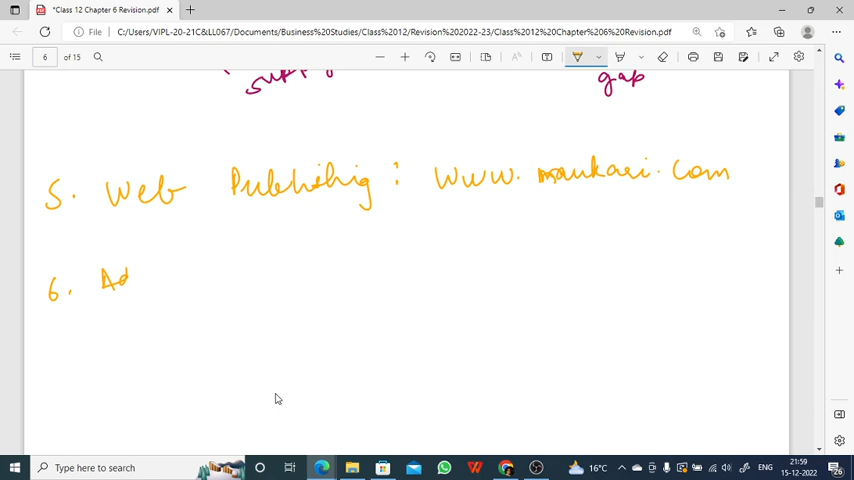 *Class 12 Chapter 6 Revision.pdf
File C:/Users/VIPL-20-21C&LL067/Documents/Business%20Studies/Class%2012/Revision%202022-23/Class%2012%20Chapter%206%20Revision.pdf
6 of 15
gap
5. Web Publishig : www. naukari. com
6. Ad
Type here to search
16°C
ENG
21:59
15-12-2022
26